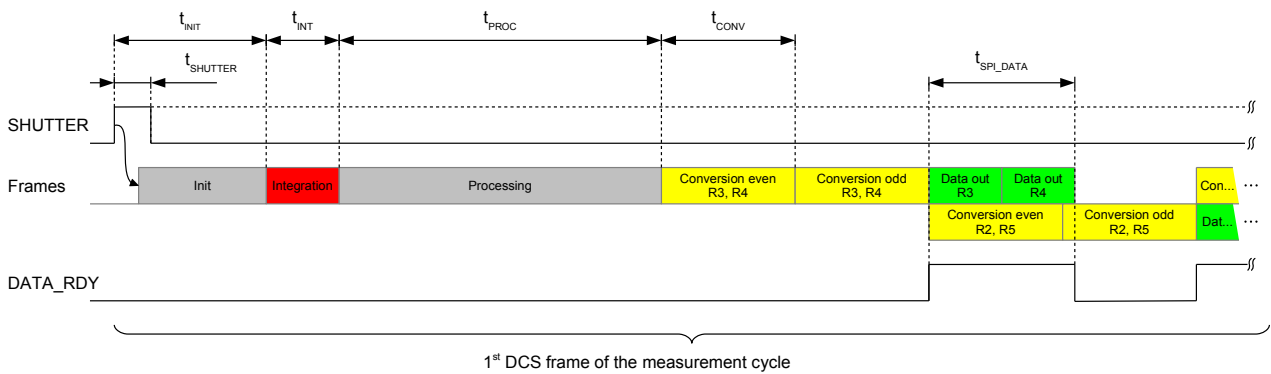 tINIT
tINT
tPROC
tCONV
tSHUTTER
tSPI_DATA
SHUTTER
Frames
Init
Integration
Processing
Conversion even
R3, R4
Conversion odd
R3, R4
Data out
R3
Data out
R4
Con...
...
Conversion even
R2, R5
Conversion odd
R2, R5
Dat...
...
DATA_RDY
1st DCS frame of the measurement cycle